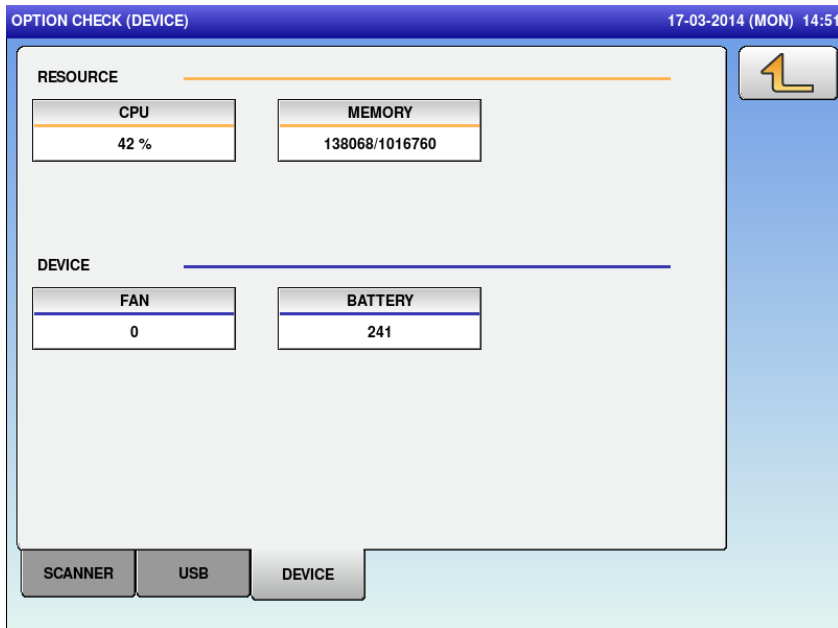 OPTION CHECK (DEVICE) 17-03-2014 (MON) 14:51
RESOURCE
CPU MEMORY
42 % 138068/1016760
DEVICE
FAN BATTERY
0 241
SCANNER USB DEVICE